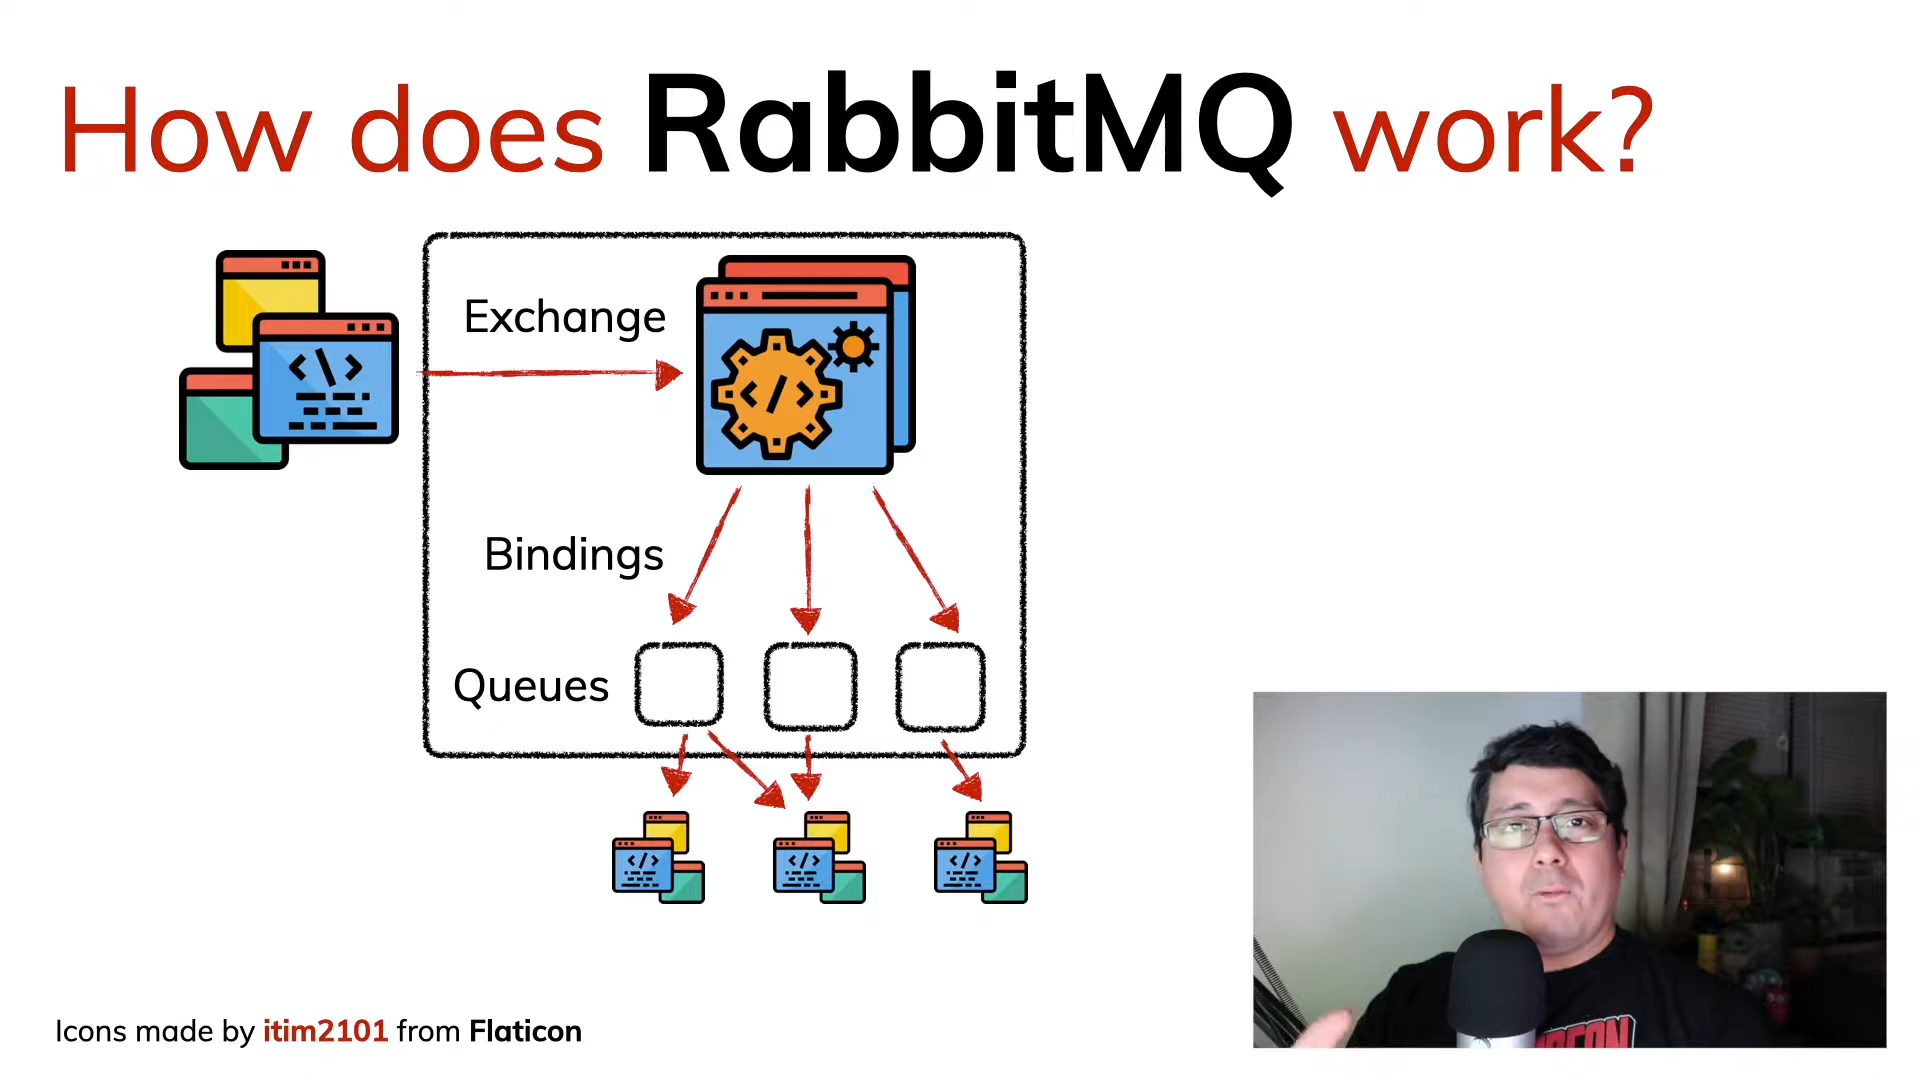 How does RabbitMQ work?
Exchange
Bindings
Queues
Icons made by itim2101 from Flaticon